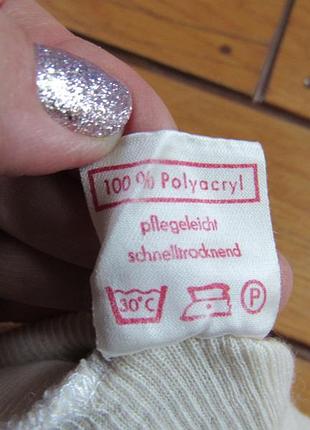 100 % Polyacryl
pflegeleicht
schnelltrocknend
30°C P